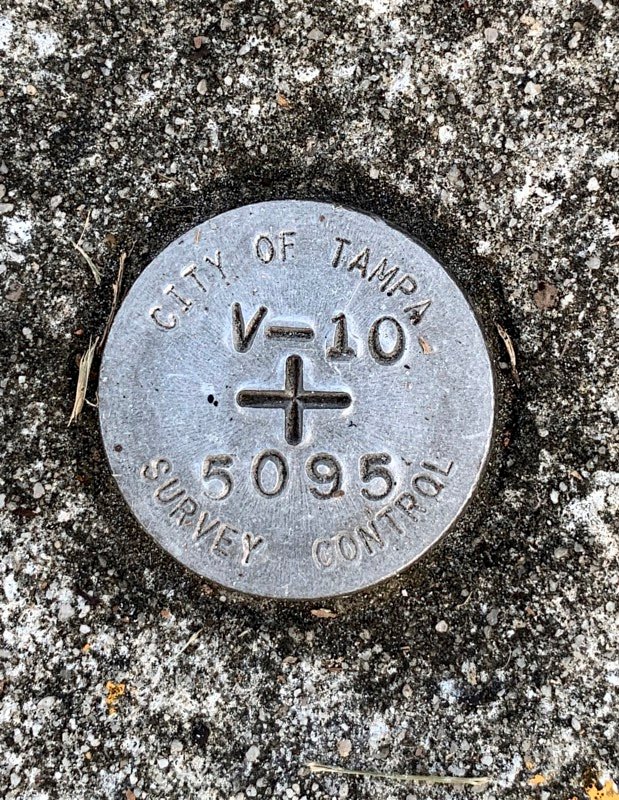 CITY OF TAMPA
V-10
5095
SURVEY CONTROL